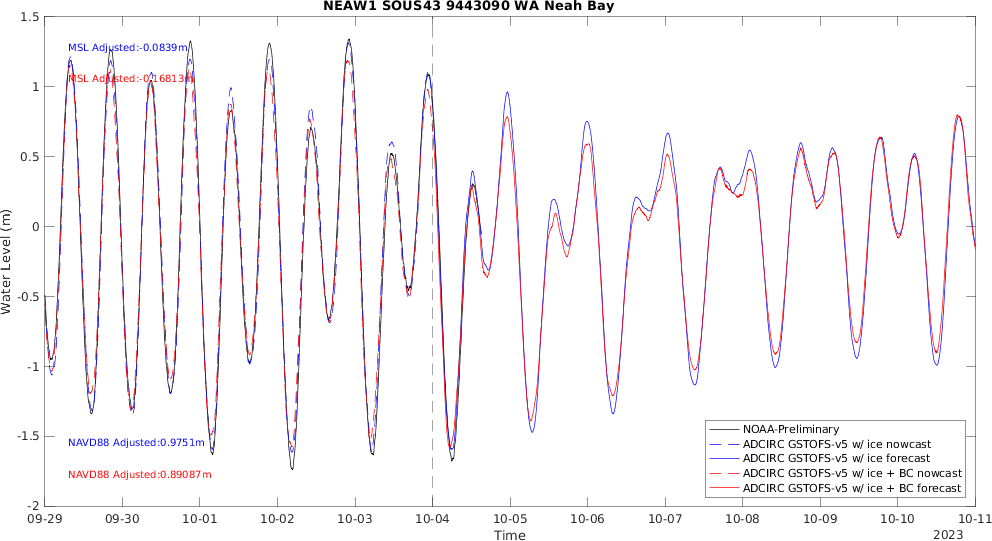 NEAW1 SOUS43 9443090 WA Neah Bay
MSL Adjusted:-0.0839m
MSL Adjusted:-0.16813m
NAVD88 Adjusted:0.9751m
NAVD88 Adjusted:0.89087m
Water Level (m)
1.5
1
0.5
0
-0.5
-1
-1.5
-2
NOAA-Preliminary
ADCIRC GSTOFS-v5 w/ ice nowcast
ADCIRC GSTOFS-v5 w/ ice forecast
ADCIRC GSTOFS-v5 w/ ice + BC nowcast
ADCIRC GSTOFS-v5 w/ ice + BC forecast
09-29 09-30 10-01 10-02 10-03 10-04 10-05 10-06 10-07 10-08 10-09 10-10 10-11
Time
2023